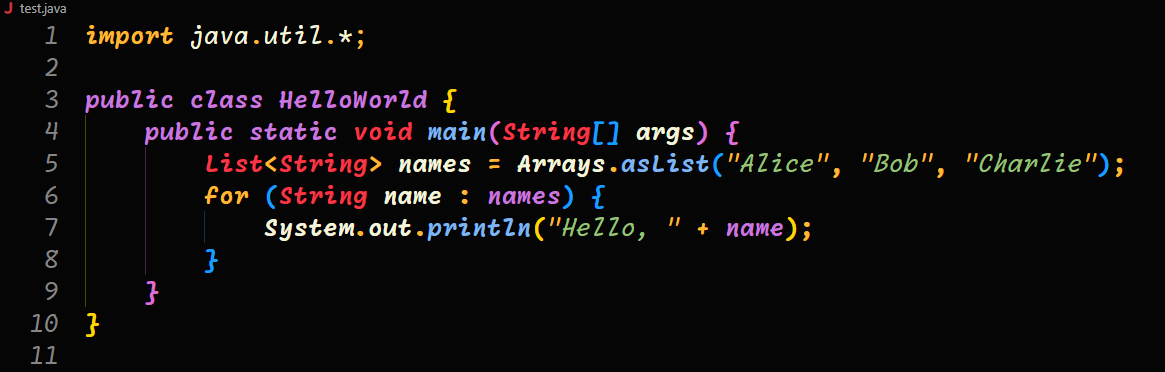 J test.java
1 import java.util.*;
2
3 public class HelloWorld {
4     public static void main(String[] args) {
5         List<String> names = Arrays.asList("Alice", "Bob", "Charlie");
6         for (String name : names) {
7             System.out.println("Hello, " + name);
8         }
9     }
10 }
11